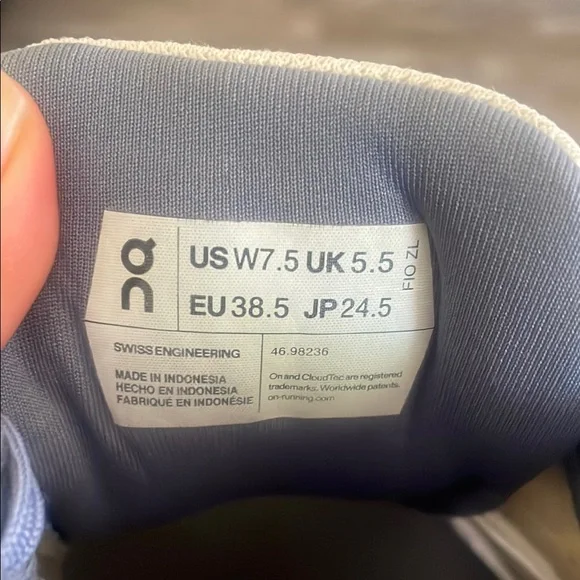 US W7.5 UK 5.5
EU 38.5 JP 24.5
FIO ZL
SWISS ENGINEERING
46.98236
MADE IN INDONESIA
HECHO EN INDONESIA
FABRIQUÉ EN INDONÉSIE
On and CloudTec are registered
trademarks. Worldwide patents.
on-running.com